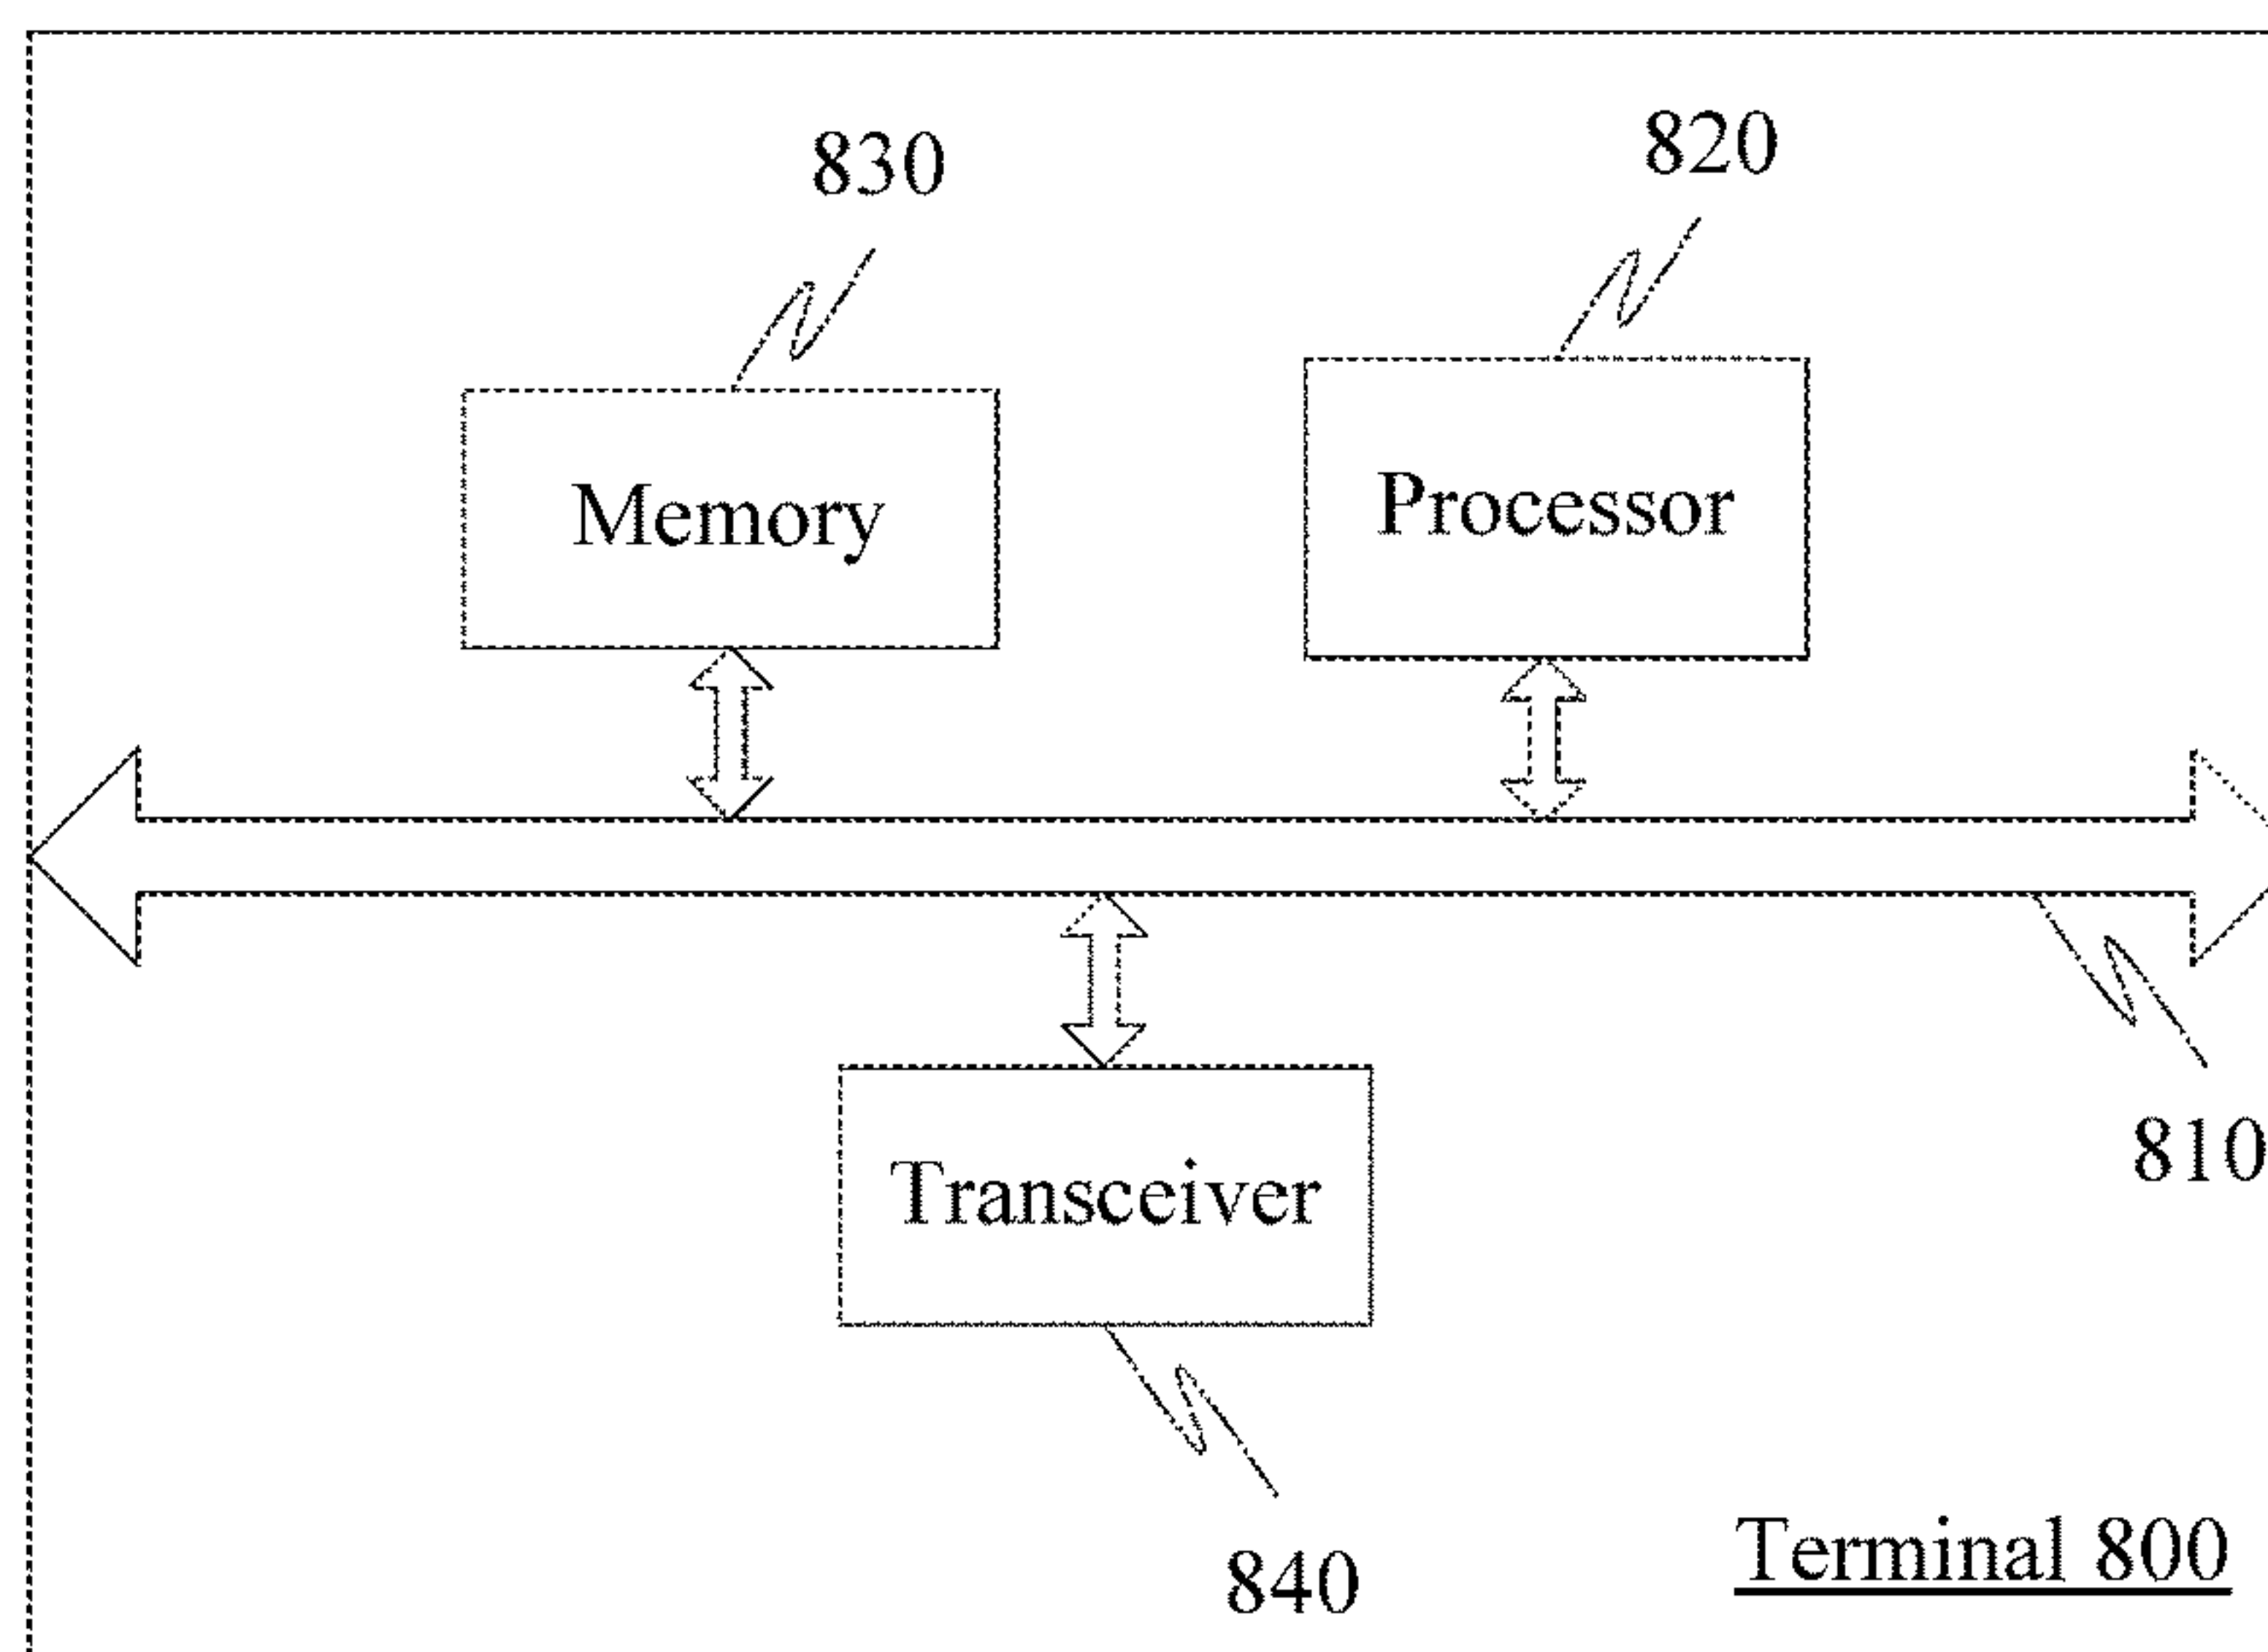 830
820
Memory
Processor
810
Transceiver
840
Terminal 800